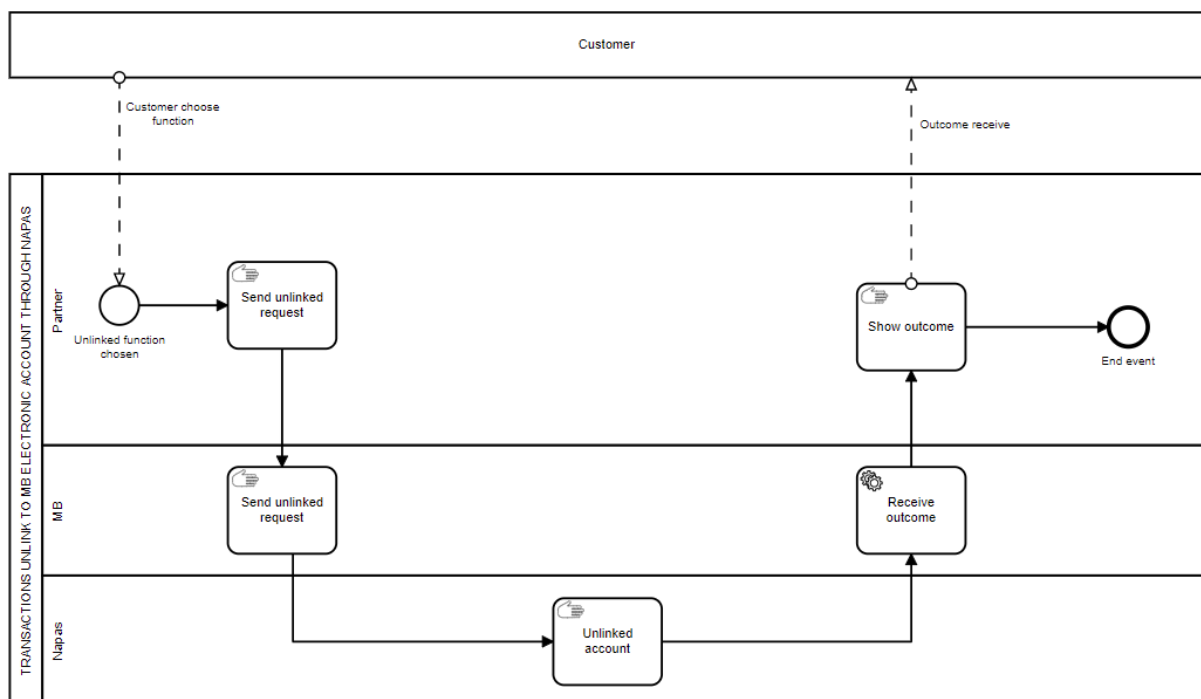 Customer
Customer choose
function
Outcome receive
TRANSACTIONS UNLINK TO MB ELECTRONIC ACCOUNT THROUGH NAPAS
Partner
Unlinked function
chosen
Send unlinked
request
Show outcome
End event
MB
Send unlinked
request
Receive
outcome
Napas
Unlinked
account